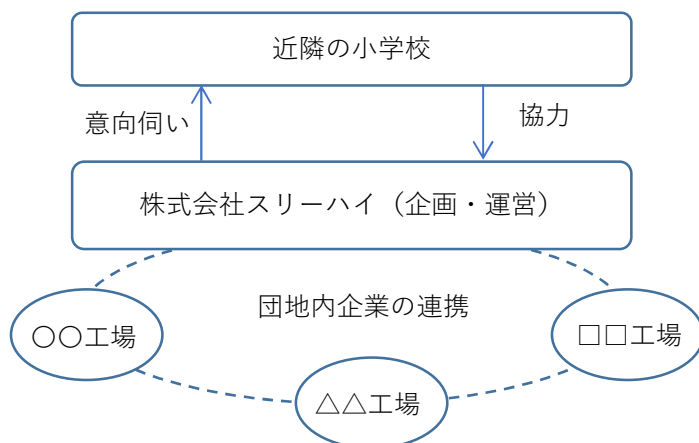 近隣の小学校
意向伺い
協力
株式会社スリーハイ（企画・運営）
団地内企業の連携
〇〇工場
□□工場
△△工場